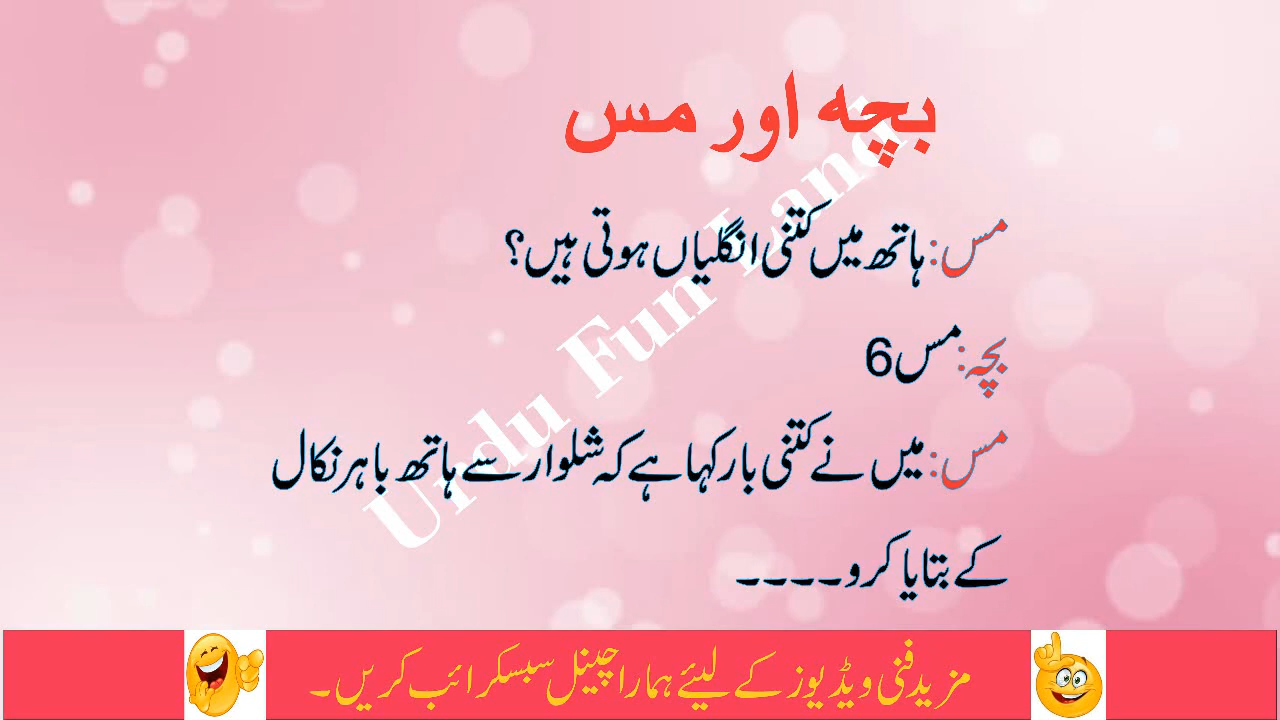 بچہ اور مس
مس: ہاتھ میں کتنی انگلیاں ہوتی ہیں؟
بچہ: مس 6
مس: میں نے کتنی بار کہا ہے کہ شلوار سے ہاتھ باہر نکال
کے بتایا کرو۔۔۔۔
Urdu Fun Land
مزید فنی ویڈیوز کے لیئے ہمارا چینل سبسکرائب کریں۔